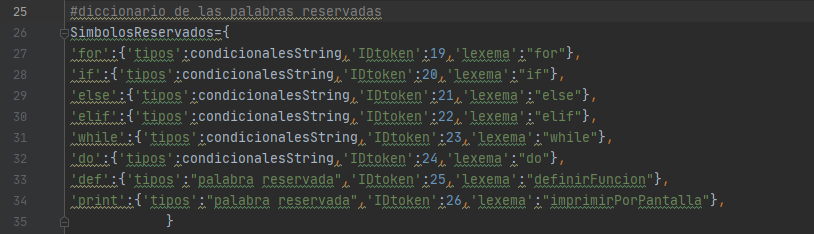 25 #diccionario de las palabras reservadas
26 SimbolosReservados={
27 'for':{'tipos':condicionalesString,'IDtoken':19,'lexema':"for"},
28 'if':{'tipos':condicionalesString,'IDtoken':20,'lexema':"if"},
29 'else':{'tipos':condicionalesString,'IDtoken':21,'lexema':"else"},
30 'elif':{'tipos':condicionalesString,'IDtoken':22,'lexema':"elif"},
31 'while':{'tipos':condicionalesString,'IDtoken':23,'lexema':"while"},
32 'do':{'tipos':condicionalesString,'IDtoken':24,'lexema':"do"},
33 'def':{'tipos':"palabra reservada",'IDtoken':25,'lexema':"definirFuncion"},
34 'print':{'tipos':"palabra reservada",'IDtoken':26,'lexema':"imprimirPorPantalla"},
35 }